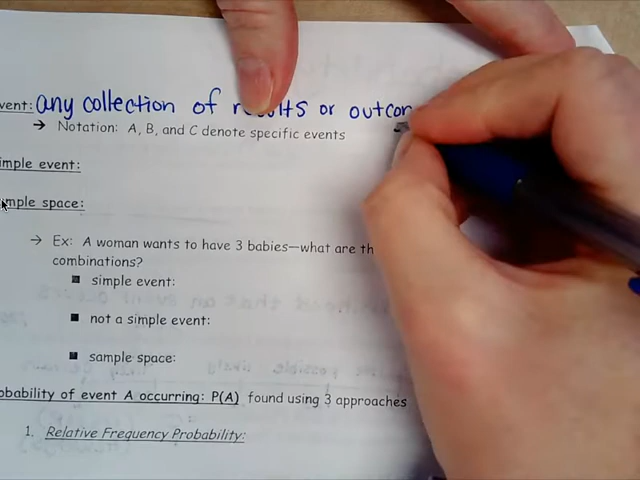 vent: any collection of results or outcom
→ Notation: A, B, and C denote specific events
imple event:
mple space:
→ Ex: A woman wants to have 3 babies—what are th
combinations?
■ simple event:
■ not a simple event:
■ sample space:
obability of event A occurring: P(A) found using 3 approaches
1. Relative Frequency Probability: